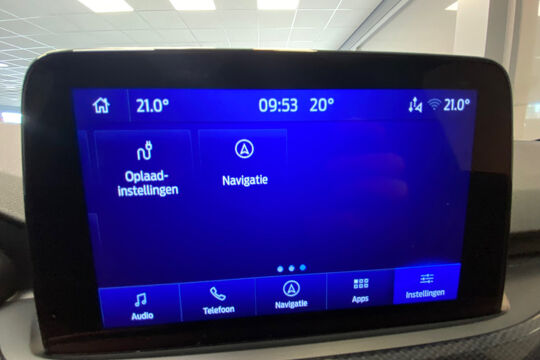 21.0° 09:53 20° 21.0°
Oplaad-
instellingen
Navigatie
Audio Telefoon Navigatie Apps Instellingen